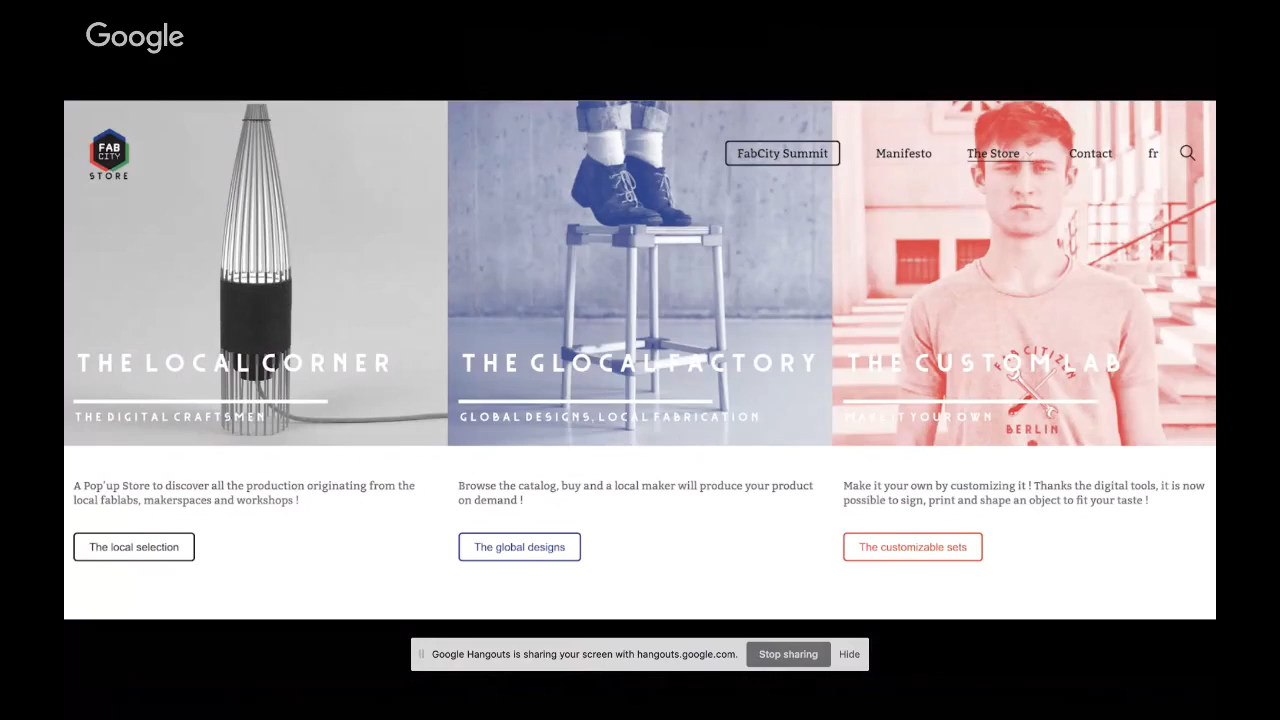 Google
FAB
CITY
STORE
FabCity Summit
Manifesto
The Store
Contact
fr
THE LOCAL CORNER
THE DIGITAL CRAFTSMEN
THE GLOCAL FACTORY
GLOBAL DESIGNS, LOCAL FABRICATION
THE CUSTOM LAB
MAKE IT YOUR OWN
FAB CITIZEN
BERLIN
A Pop'up Store to discover all the production originating from the
local fablabs, makerspaces and workshops !
The local selection
Browse the catalog, buy and a local maker will produce your product
on demand !
The global designs
Make it your own by customizing it ! Thanks the digital tools, it is now
possible to sign, print and shape an object to fit your taste !
The customizable sets
Google Hangouts is sharing your screen with hangouts.google.com.
Stop sharing
Hide